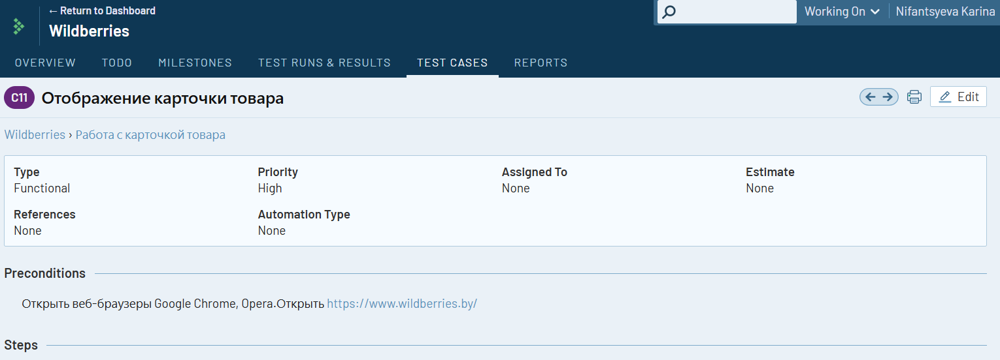 ← Return to Dashboard
Wildberries
Working On
Nifantsyeva Karina
OVERVIEW TODO MILESTONES TEST RUNS & RESULTS TEST CASES REPORTS
C11 Отображение карточки товара
Edit
Wildberries › Работа с карточкой товара
Type Priority Assigned To Estimate
Functional High None None
References Automation Type
None None
Preconditions
Открыть веб-браузеры Google Chrome, Opera.Открыть https://www.wildberries.by/
Steps